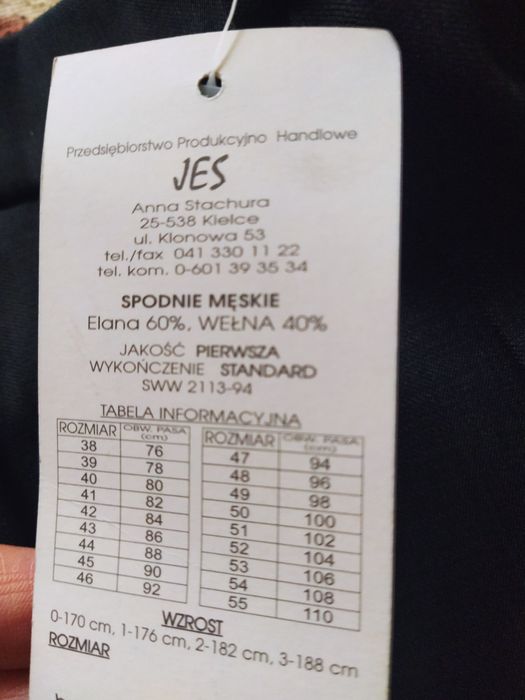 Przedsiębiorstwo Produkcyjno Handlowe
JES
Anna Stachura
25-538 Kielce
ul. Klonowa 53
tel./fax 041 330 11 22
tel. kom. 0-601 39 35 34
SPODNIE MĘSKIE
Elana 60%, WEŁNA 40%
JAKOŚĆ PIERWSZA
WYKOŃCZENIE STANDARD
SWW 2113-94
TABELA INFORMACYJNA
ROZMIAR OBW. PASA (cm) ROZMIAR OBW. PASA (cm)
38 76 47 94
39 78 48 96
40 80 49 98
41 82 50 100
42 84 51 102
43 86 52 104
44 88 53 106
45 90 54 108
46 92 55 110
WZROST
0-170 cm, 1-176 cm, 2-182 cm, 3-188 cm
ROZMIAR